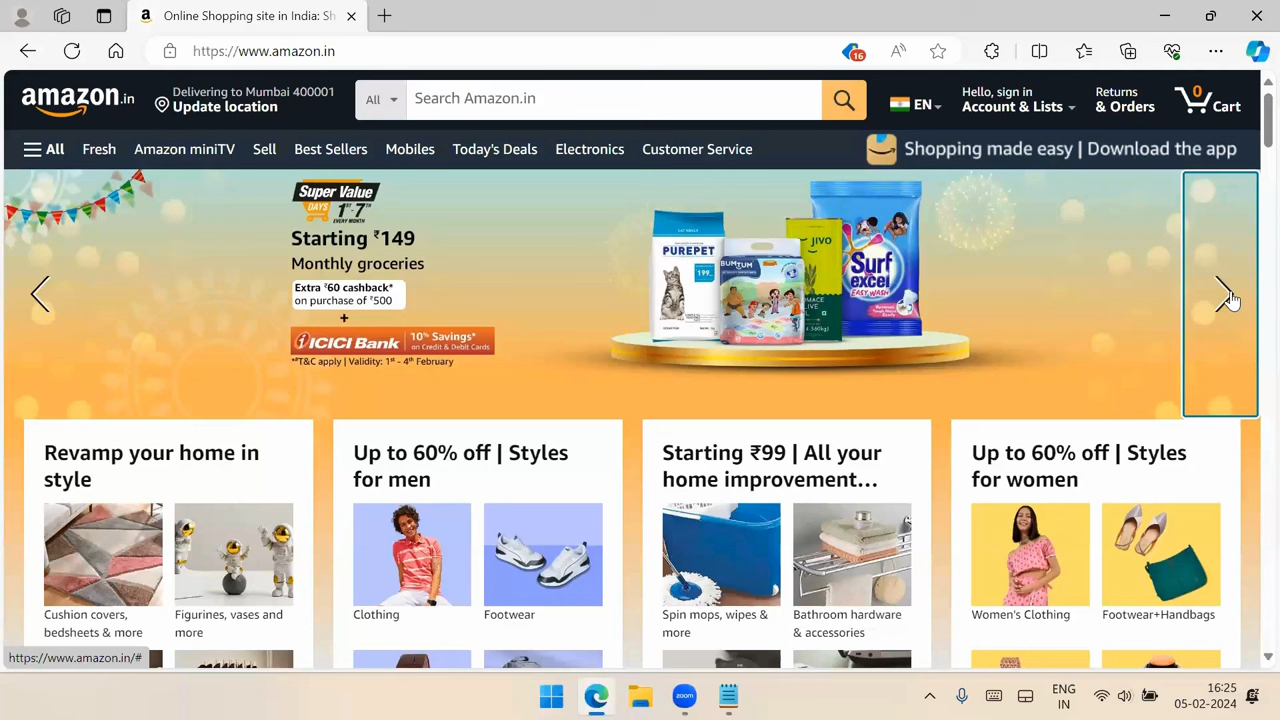 Online Shopping site in India: Sh
https://www.amazon.in
16
amazon.in
Delivering to Mumbai 400001
Update location
All
Search Amazon.in
EN
Hello, sign in
Account & Lists
Returns
& Orders
0
Cart
All
Fresh
Amazon miniTV
Sell
Best Sellers
Mobiles
Today's Deals
Electronics
Customer Service
Shopping made easy | Download the app
Super Value
DAYS 1ST-7TH
EVERY MONTH
Starting ₹149
Monthly groceries
Extra ₹60 cashback*
on purchase of ₹500
+
ICICI Bank
10% Savings*
on Credit & Debit Cards
*#T&C apply | Validity: 1st - 4th February
PUREPET
199
BUMTUM
JIVO
Surf
excel
EASY WASH
Revamp your home in
style
Up to 60% off | Styles
for men
Starting ₹99 | All your
home improvement...
Up to 60% off | Styles
for women
Cushion covers,
bedsheets & more
Figurines, vases and
more
Clothing
Footwear
Spin mops, wipes &
more
Bathroom hardware
& accessories
Women's Clothing
Footwear+Handbags
https://www.amazon.in/#
zoom
ENG
IN
16:25
05-02-2024